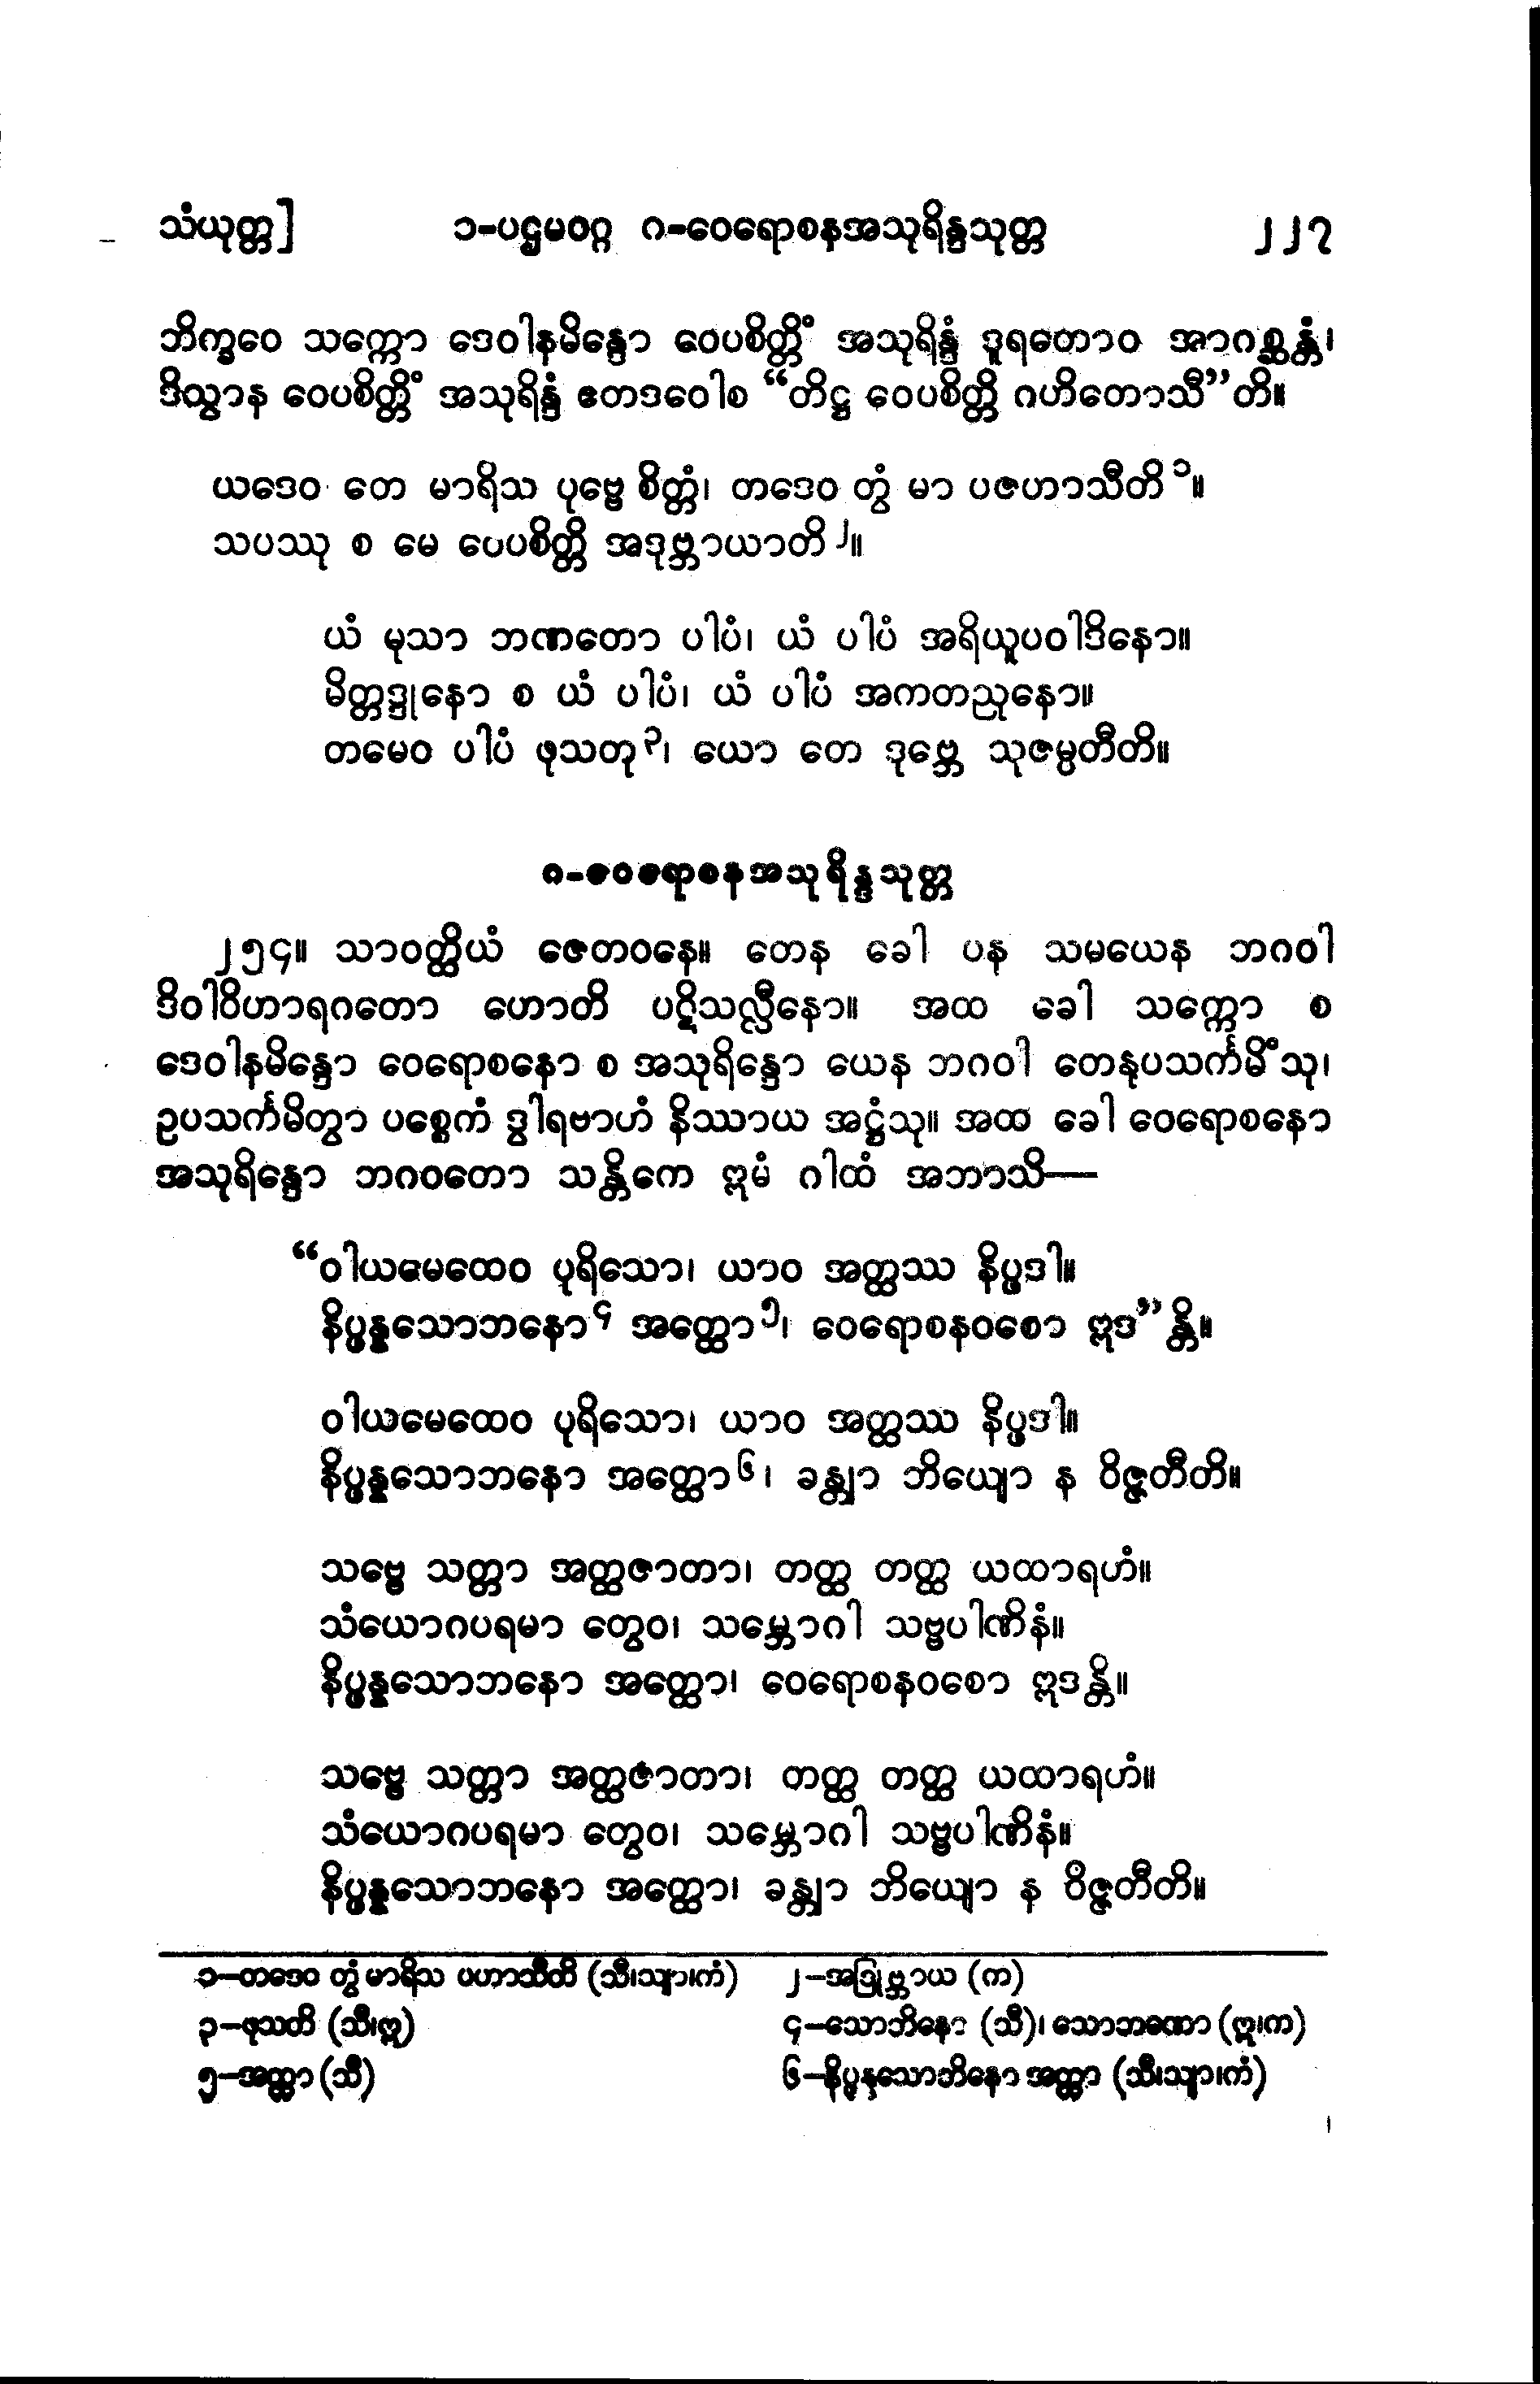 သံယုတ္တ] ၁-ပဌမဝဂ္ဂ ဂ-ဝေရောစနအသုရိန္ဒသုတ္တ ၂၂၇
ဘိက္ခဝေ သက္ကော ဒေဝါနမိန္ဒော ဝေပစိတ္တိံ အသုရိန္ဒံ ဒူရတောဝ အာဂစ္ဆန္တံ၊
ဒိသွာန ဝေပစိတ္တိံ အသုရိန္ဒံ ဧတဒဝေါစ “တိဋ္ဌ ဝေပစိတ္တိ ဂဟိတောသီ”တိ။
ယဒေဝ တေ မာရိသ ပုဗ္ဗေ စိတ္တံ၊ တဒေဝ တွံ မာ ပဇဟာသီတိ ၁။
သပဿု စ မေ ဝေပစိတ္တိ အဒုဗ္ဘာယာတိ ၂။
ယံ မုသာ ဘဏတော ပါပံ၊ ယံ ပါပံ အရိယူပဝါဒိနော။
မိတ္တဒ္ဒုနော စ ယံ ပါပံ၊ ယံ ပါပံ အကတညုနော။
တမေဝ ပါပံ ဖုသတု ၃၊ ယော တေ ဒုဗ္ဘေ သုဇမ္ပတီတိ။
ဂ-ဝေရောစနအသုရိန္ဒသုတ္တ
၂၅၄။ သာဝတ္ထိယံ ဇေတဝနေ။ တေန ခေါ ပန သမယေန ဘဂဝါ
ဒိဝါဝိဟာရဂတော ဟောတိ ပဋိသလ္လီနော။ အထ ခေါ သက္ကော စ
ဒေဝါနမိန္ဒော ဝေရောစနော စ အသုရိန္ဒော ယေန ဘဂဝါ တေနုပသင်္ကမိံသု၊
ဥပသင်္ကမိတွာ ပစ္စေကံ ဒွါရဗာဟံ နိဿာယ အဋ္ဌံသု။ အထ ခေါ ဝေရောစနော
အသုရိန္ဒော ဘဂဝတော သန္တိကေ ဣမံ ဂါထံ အဘာသိ—
“ဝါယမေထေဝ ပုရိသော၊ ယာဝ အတ္ထဿ နိပ္ဖဒါ။
နိပ္ဖန္နသောဘနော ၄ အတ္ထော ၅၊ ဝေရောစနဝစော ဣဒ”န္တိ။
ဝါယမေထေဝ ပုရိသော၊ ယာဝ အတ္ထဿ နိပ္ဖဒါ။
နိပ္ဖန္နသောဘနော အတ္ထော ၆၊ ခန္တျာ ဘိယျော န ဝိဇ္ဇတီတိ။
သဗ္ဗေ သတ္တာ အတ္ထဇာတာ၊ တတ္ထ တတ္ထ ယထာရဟံ။
သံယောဂပရမာ တွေဝ၊ သမ္ဘောဂါ သဗ္ဗပါဏိနံ။
နိပ္ဖန္နသောဘနော အတ္ထော၊ ဝေရောစနဝစော ဣဒန္တိ။
သဗ္ဗေ သတ္တာ အတ္ထဇာတာ၊ တတ္ထ တတ္ထ ယထာရဟံ။
သံယောဂပရမာ တွေဝ၊ သမ္ဘောဂါ သဗ္ဗပါဏိနံ။
နိပ္ဖန္နသောဘနော အတ္ထော၊ ခန္တျာ ဘိယျော န ဝိဇ္ဇတီတိ။
၁—တဒေဝ တွံ မာရိသ ပဟာသီတိ (သီ၊သျာ၊ကံ) ၂—အဒြုဗ္ဘာယ (က)
၃—ဖုသတိ (သီ၊ဣ) ၄—သောဘိနော (သီ)၊ သောဘဏော (ဣ၊က)
၅—အတ္ထာ (သီ) ၆—နိပ္ဖန္နသောဘိနော အတ္ထာ (သီ၊သျာ၊ကံ)